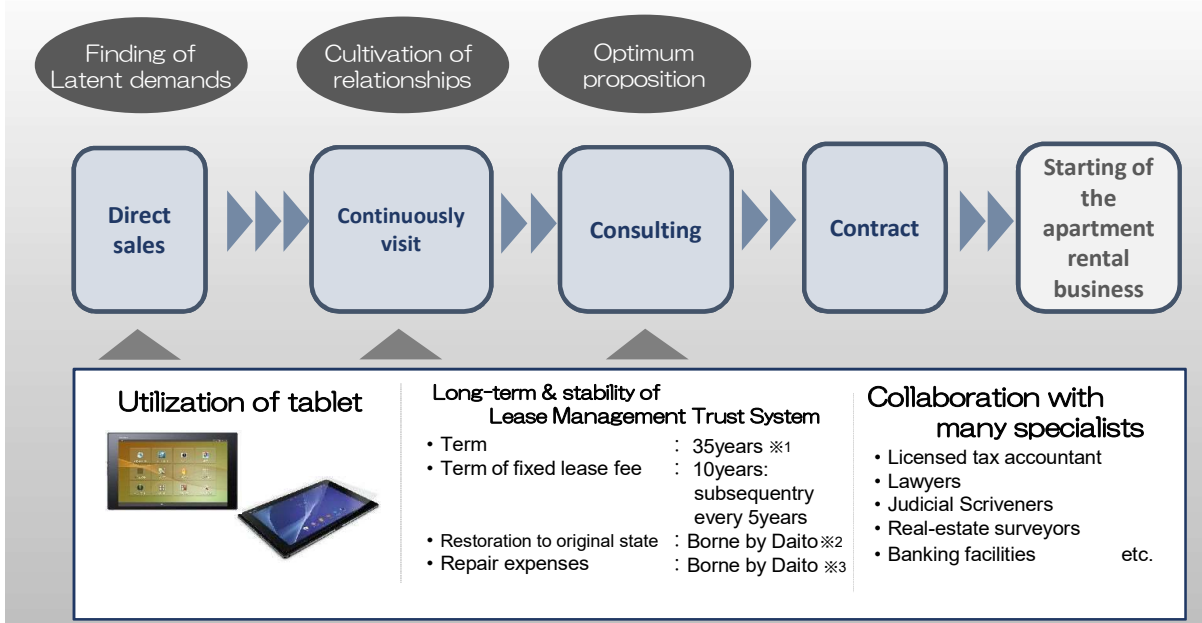 Finding of
Latent demands
Cultivation of
relationships
Optimum
proposition
Direct
sales
Continuously
visit
Consulting
Contract
Starting of
the
apartment
rental
business
Utilization of tablet
Long-term & stability of
Lease Management Trust System
・Term : 35years ※1
・Term of fixed lease fee : 10years:
subsequentry
every 5years
・Restoration to original state : Borne by Daito※2
・Repair expenses : Borne by Daito ※3
Collaboration with
many specialists
・Licensed tax accountant
・Lawyers
・Judicial Scriveners
・Real-estate surveyors
・Banking facilities etc.